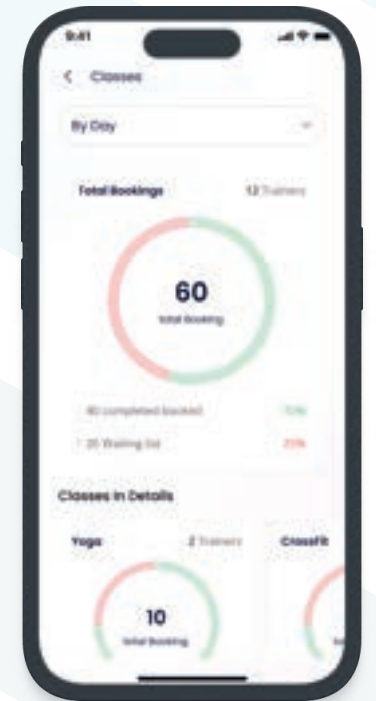 9:41
Classes
By Day
Total Bookings 12 Trainers
60
total Booking
40 completed booked
20 Waiting list
Classes In Details
Yoga 2 Trainers CrossFit
10
total Booking